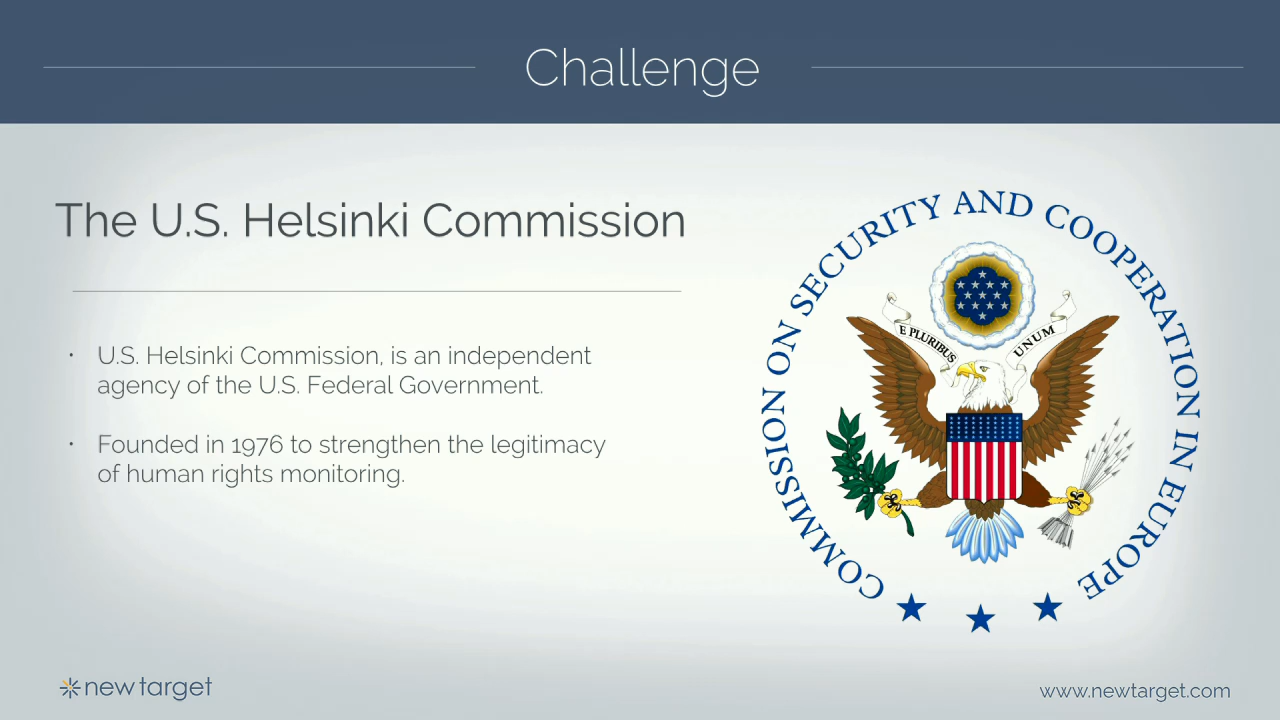 Challenge
The U.S. Helsinki Commission
• U.S. Helsinki Commission, is an independent
agency of the U.S. Federal Government.
• Founded in 1976 to strengthen the legitimacy
of human rights monitoring.
COMMISSION ON SECURITY AND COOPERATION IN EUROPE
E PLURIBUS UNUM
new target
www.newtarget.com